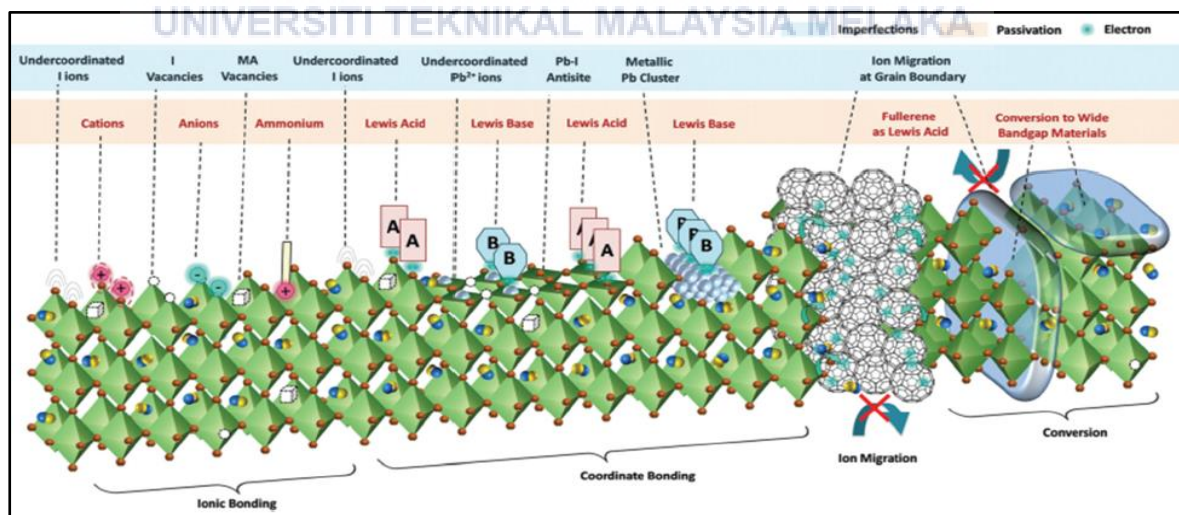 UNIVERSITI TEKNIKAL MALAYSIA MELAKA
Imperfections Passivation Electron
Undercoordinated
I ions
I
Vacancies
MA
Vacancies
Undercoordinated
I ions
Undercoordinated
Pb2+ ions
Pb-I
Antisite
Metallic
Pb Cluster
Ion Migration
at Grain Boundary
Cations
Anions
Ammonium
Lewis Acid
Lewis Base
Lewis Acid
Lewis Base
Fullerene
as Lewis Acid
Conversion to Wide
Bandgap Materials
+ +
- -
+
A A
B B
A A A
B B B
Ionic Bonding
Coordinate Bonding
Ion Migration
Conversion